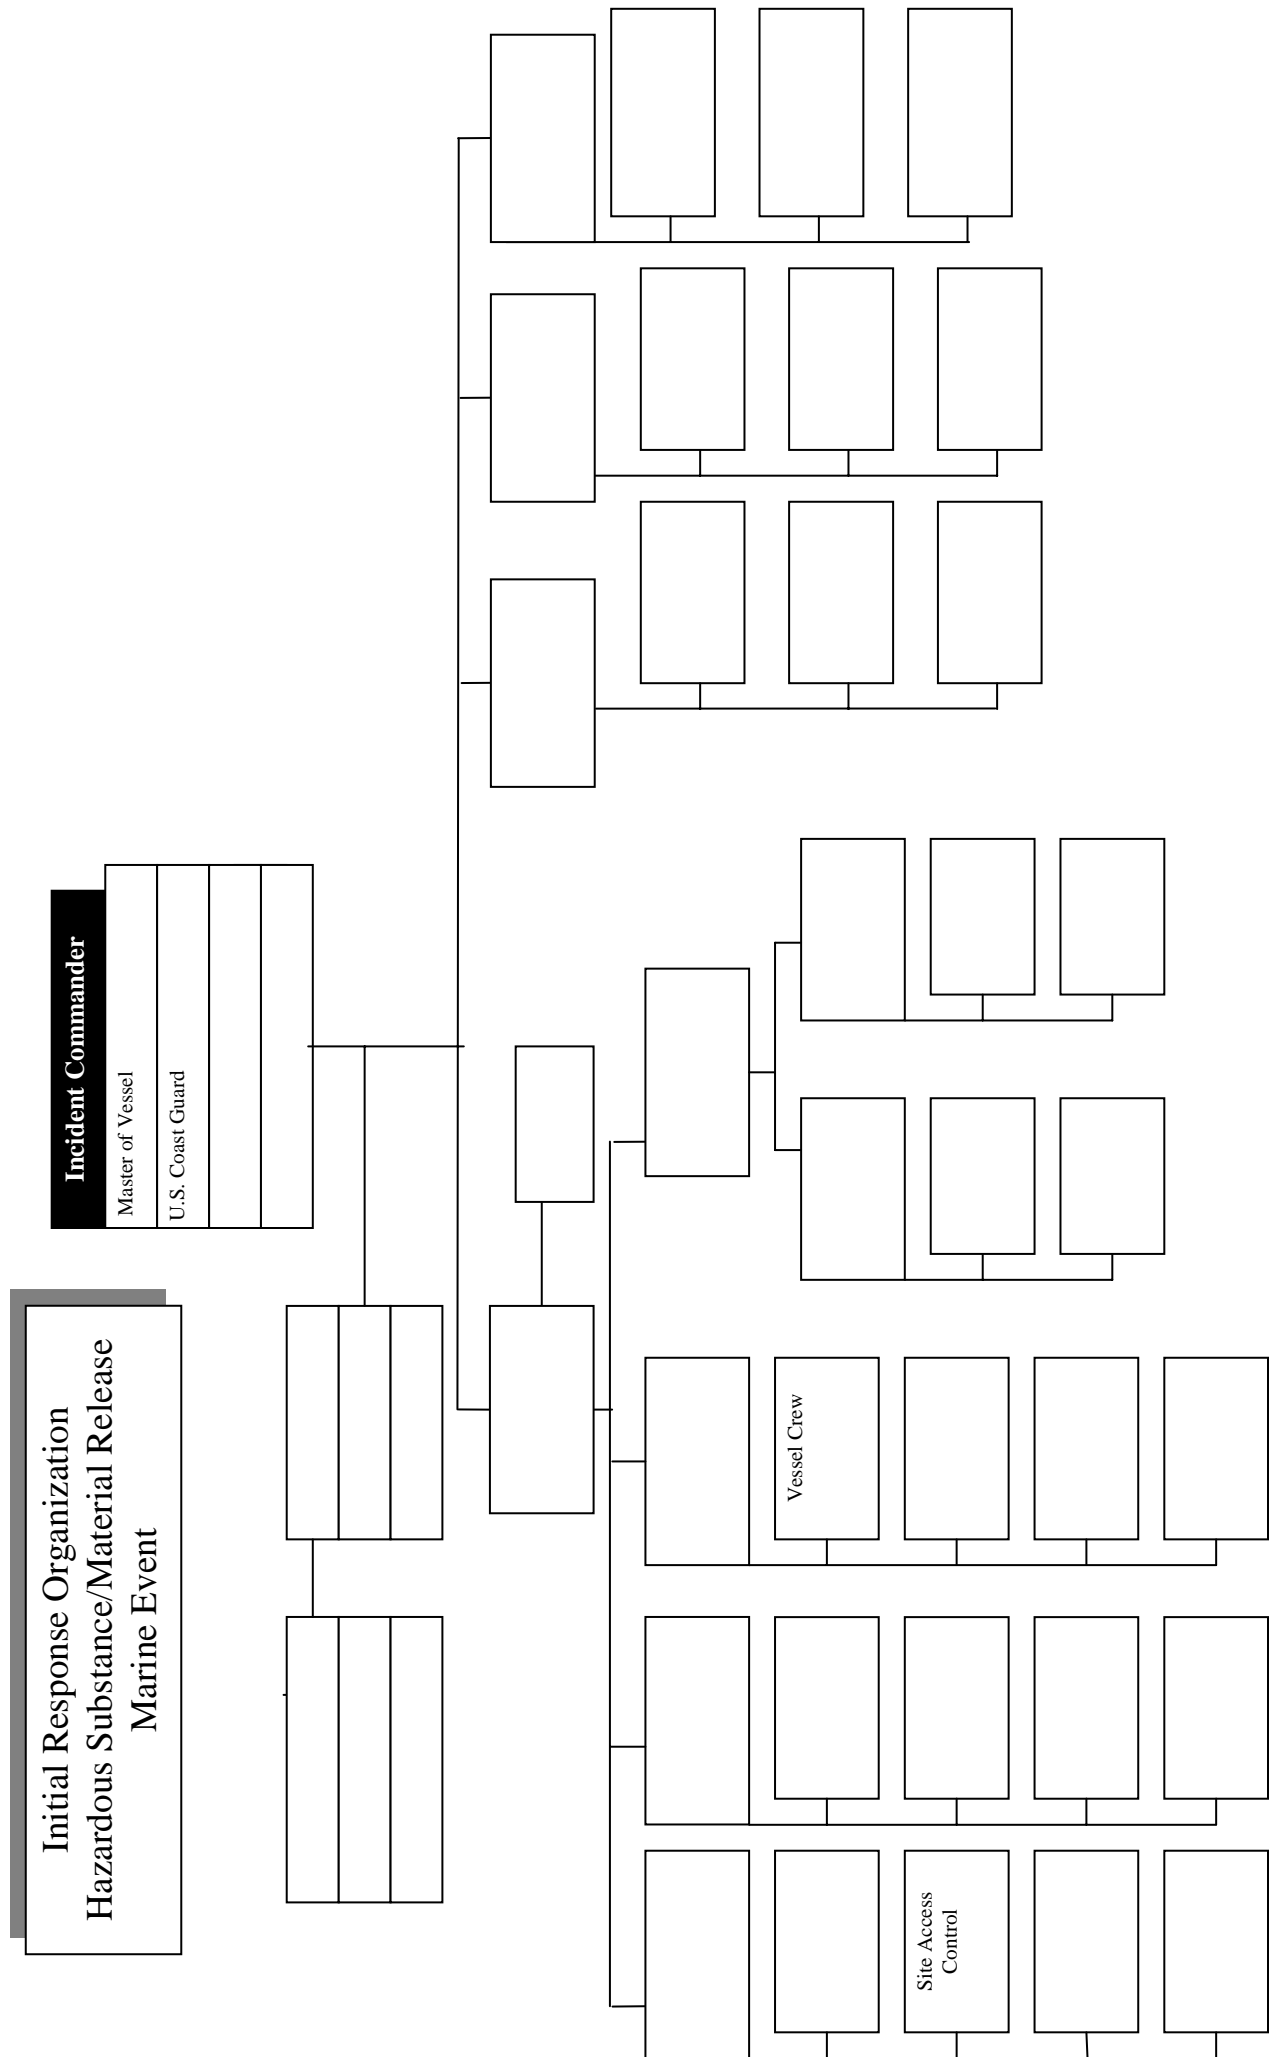 Initial Response Organization
Hazardous Substance/Material Release
Marine Event
Incident Commander
Master of Vessel
U.S. Coast Guard
Site Access
Control
Vessel Crew